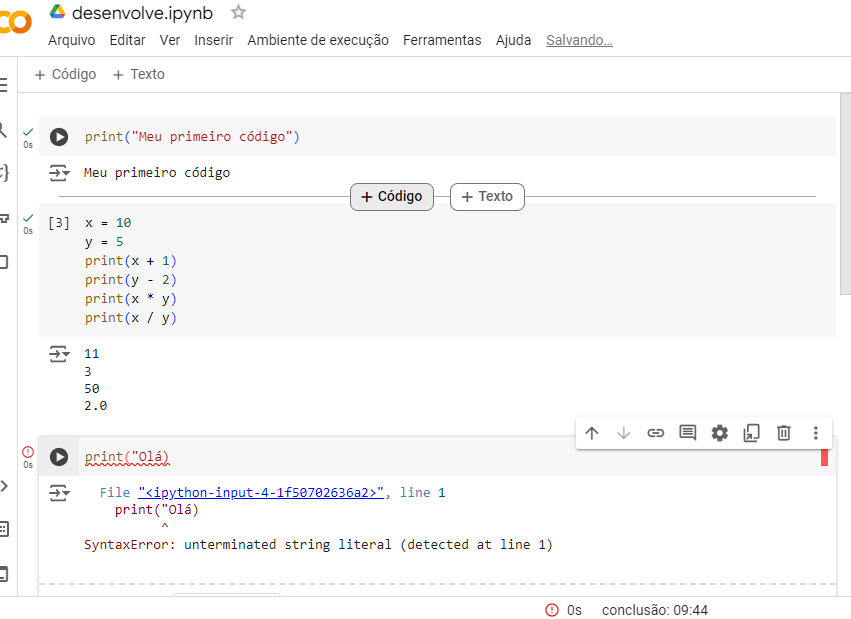 desenvolve.ipynb
Arquivo Editar Ver Inserir Ambiente de execução Ferramentas Ajuda Salvando…
+ Código + Texto
0s
print("Meu primeiro código")
Meu primeiro código
+ Código + Texto
0s
[3] x = 10
y = 5
print(x + 1)
print(y - 2)
print(x * y)
print(x / y)
11
3
50
2.0
0s
print("Olá)
File "<ipython-input-4-1f50702636a2>", line 1
print("Olá)
^
SyntaxError: unterminated string literal (detected at line 1)
0s conclusão: 09:44